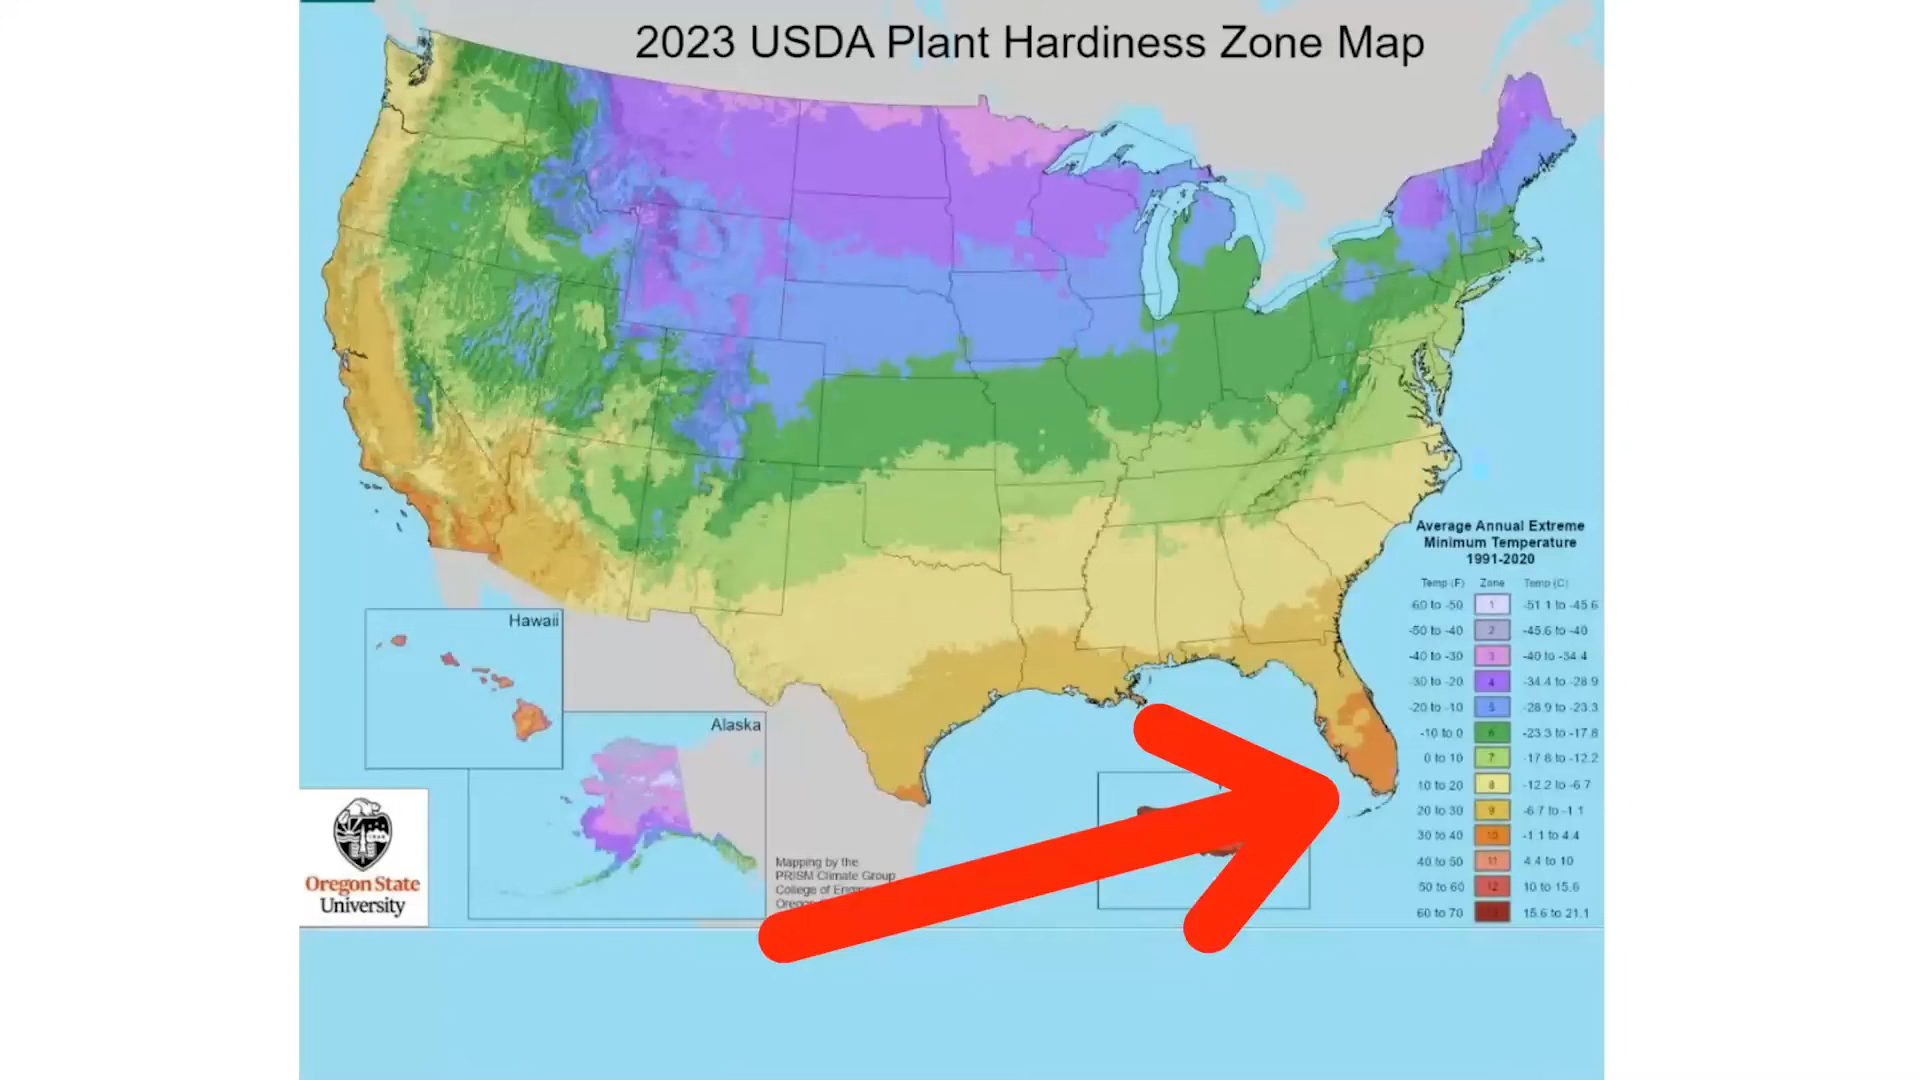 2023 USDA Plant Hardiness Zone Map
Average Annual Extreme
Minimum Temperature
1991-2020
Temp (F) Zone Temp (C)
60 to -50 1 -51.1 to -45.6
-50 to -40 2 -45.6 to -40
-40 to -30 3 -40 to -34.4
-30 to -20 4 -34.4 to -28.9
-20 to -10 5 -28.9 to -23.3
-10 to 0 6 -23.3 to -17.8
0 to 10 7 -17.8 to -12.2
10 to 20 8 -12.2 to -6.7
20 to 30 9 -6.7 to -1.1
30 to 40 10 -1.1 to 4.4
40 to 50 11 4.4 to 10
50 to 60 12 10 to 15.6
60 to 70 13 15.6 to 21.1
Hawaii
Alaska
Mapping by the
PRISM Climate Group
College of
Oregon State
University